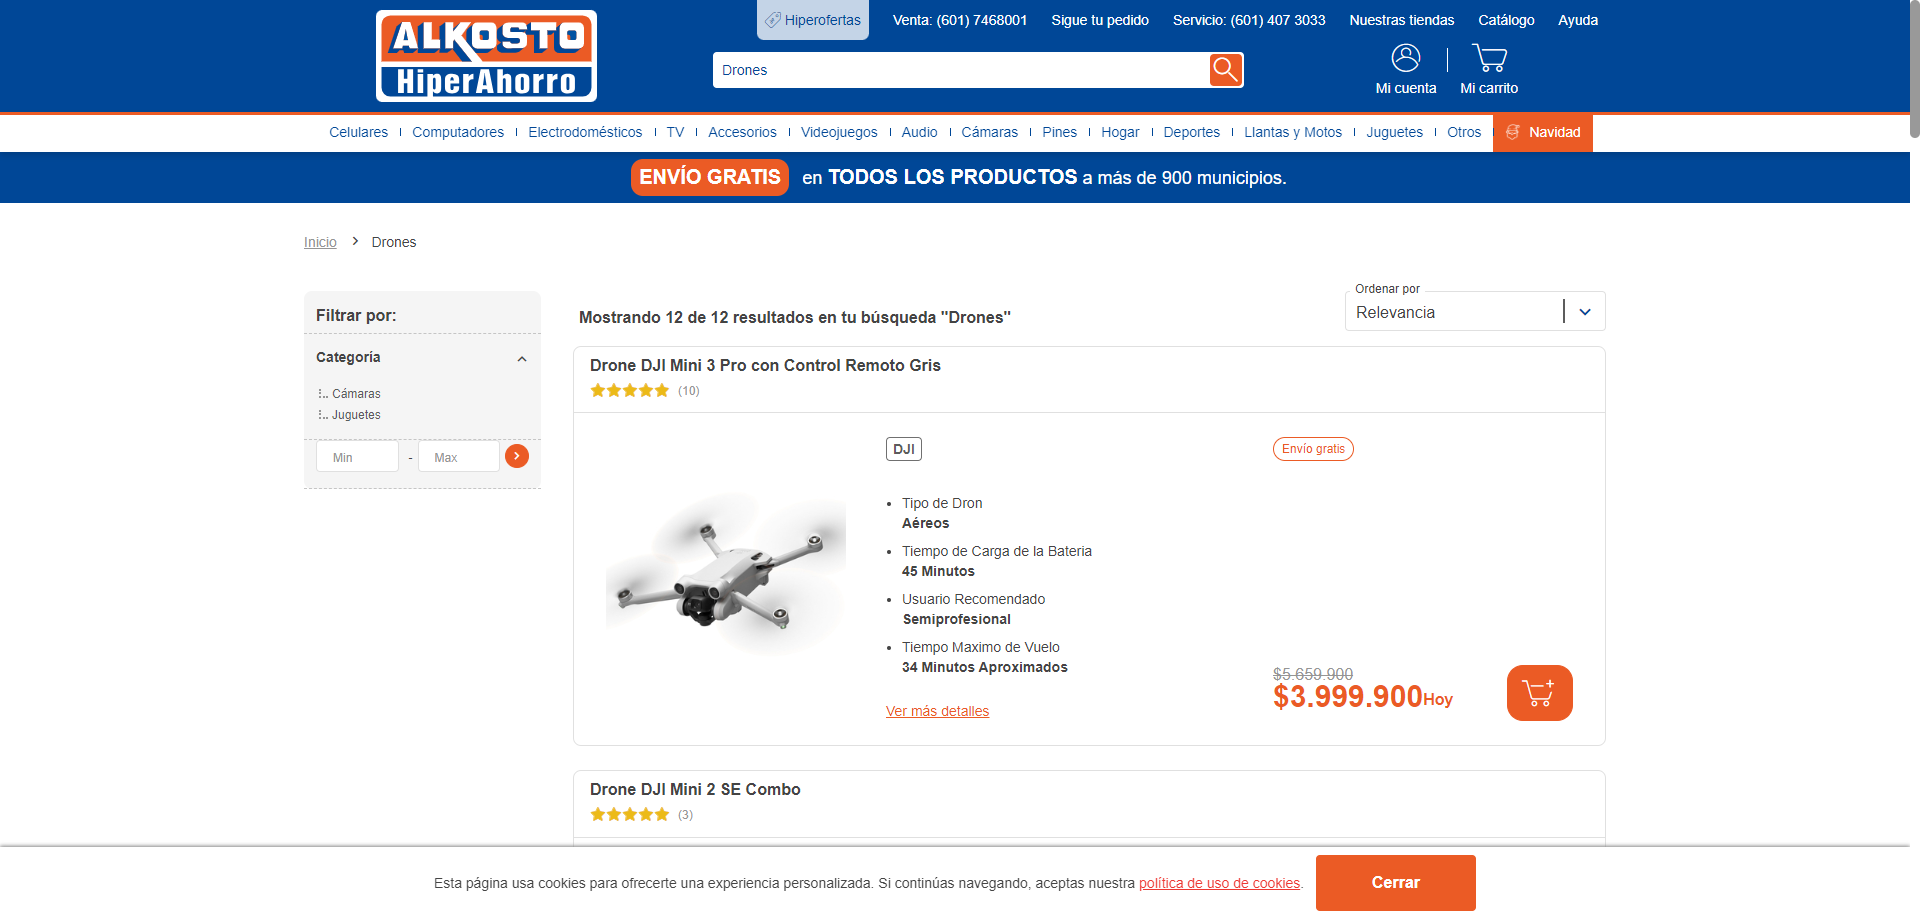 ALKOSTO
HiperAhorro
Hiperofertas
Venta: (601) 7468001
Sigue tu pedido
Servicio: (601) 407 3033
Nuestras tiendas
Catálogo
Ayuda
Drones
Mi cuenta
Mi carrito
Celulares
Computadores
Electrodomésticos
TV
Accesorios
Videojuegos
Audio
Cámaras
Pines
Hogar
Deportes
Llantas y Motos
Juguetes
Otros
Navidad
ENVÍO GRATIS en TODOS LOS PRODUCTOS a más de 900 municipios.
Inicio > Drones
Filtrar por:
Categoría
Cámaras
Juguetes
Min - Max
Mostrando 12 de 12 resultados en tu búsqueda "Drones"
Ordenar por
Relevancia
Drone DJI Mini 3 Pro con Control Remoto Gris
(10)
DJI
Envío gratis
• Tipo de Dron
Aéreos
• Tiempo de Carga de la Bateria
45 Minutos
• Usuario Recomendado
Semiprofesional
• Tiempo Maximo de Vuelo
34 Minutos Aproximados
Ver más detalles
$5.659.900
$3.999.900Hoy
Drone DJI Mini 2 SE Combo
(3)
Esta página usa cookies para ofrecerte una experiencia personalizada. Si continúas navegando, aceptas nuestra política de uso de cookies.
Cerrar